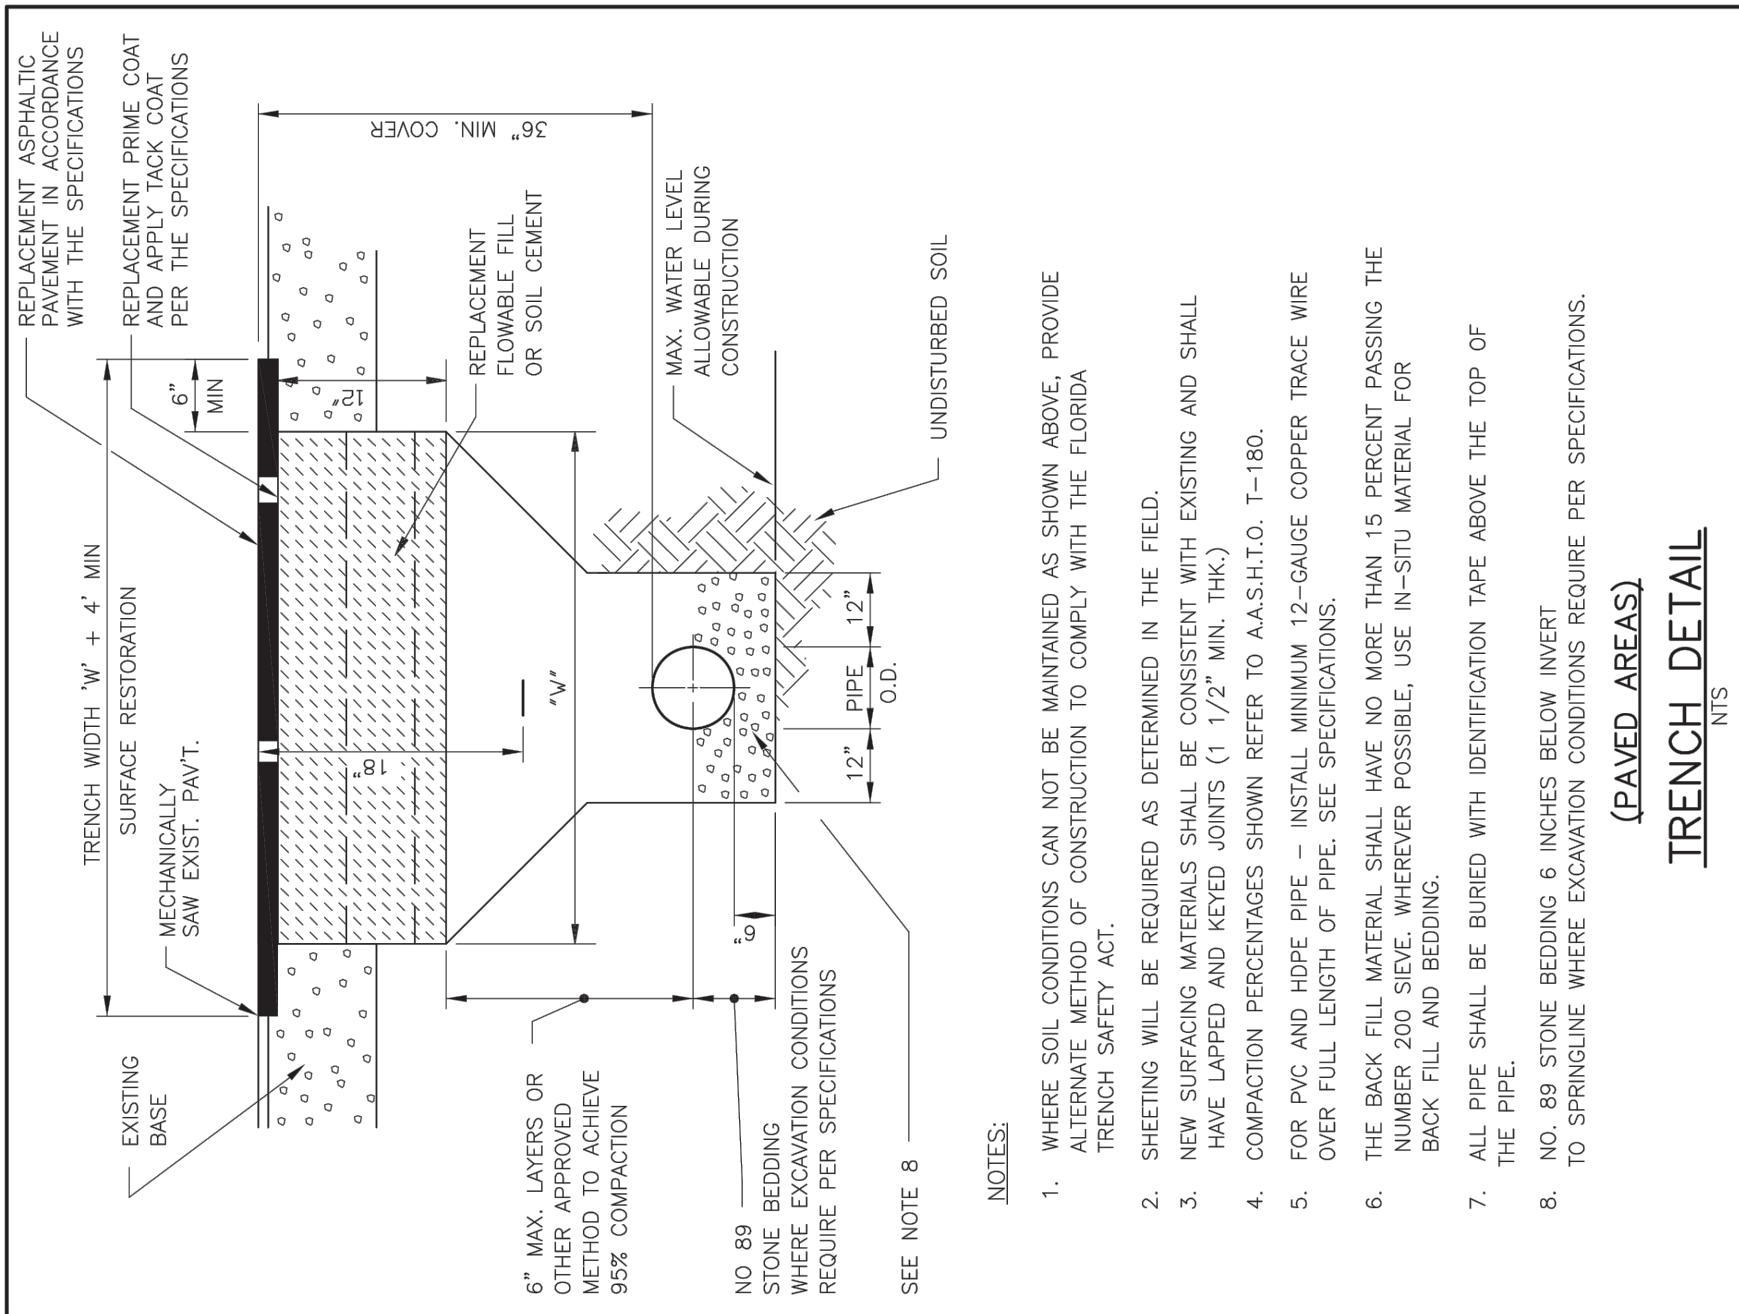 TRENCH WIDTH 'W' + 4' MIN
SURFACE RESTORATION
MECHANICALLY
SAW EXIST. PAV'T.
EXISTING
BASE
REPLACEMENT ASPHALTIC
PAVEMENT IN ACCORDANCE
WITH THE SPECIFICATIONS
REPLACEMENT PRIME COAT
AND APPLY TACK COAT
PER THE SPECIFICATIONS
6"
MIN
12"
36" MIN. COVER
18"
REPLACEMENT
FLOWABLE FILL
OR SOIL CEMENT
"W"
6" MAX. LAYERS OR
OTHER APPROVED
METHOD TO ACHIEVE
95% COMPACTION
MAX. WATER LEVEL
ALLOWABLE DURING
CONSTRUCTION
6"
NO 89
STONE BEDDING
WHERE EXCAVATION CONDITIONS
REQUIRE PER SPECIFICATIONS
12"
PIPE
O.D.
12"
UNDISTURBED SOIL
SEE NOTE 8
NOTES:
1. WHERE SOIL CONDITIONS CAN NOT BE MAINTAINED AS SHOWN ABOVE, PROVIDE
ALTERNATE METHOD OF CONSTRUCTION TO COMPLY WITH THE FLORIDA
TRENCH SAFETY ACT.
2. SHEETING WILL BE REQUIRED AS DETERMINED IN THE FIELD.
3. NEW SURFACING MATERIALS SHALL BE CONSISTENT WITH EXISTING AND SHALL
HAVE LAPPED AND KEYED JOINTS (1 1/2" MIN. THK.)
4. COMPACTION PERCENTAGES SHOWN REFER TO A.A.S.H.T.O. T-180.
5. FOR PVC AND HDPE PIPE - INSTALL MINIMUM 12-GAUGE COPPER TRACE WIRE
OVER FULL LENGTH OF PIPE. SEE SPECIFICATIONS.
6. THE BACK FILL MATERIAL SHALL HAVE NO MORE THAN 15 PERCENT PASSING THE
NUMBER 200 SIEVE. WHEREVER POSSIBLE, USE IN-SITU MATERIAL FOR
BACK FILL AND BEDDING.
7. ALL PIPE SHALL BE BURIED WITH IDENTIFICATION TAPE ABOVE THE TOP OF
THE PIPE.
8. NO. 89 STONE BEDDING 6 INCHES BELOW INVERT
TO SPRINGLINE WHERE EXCAVATION CONDITIONS REQUIRE PER SPECIFICATIONS.
(PAVED AREAS)
TRENCH DETAIL
NTS